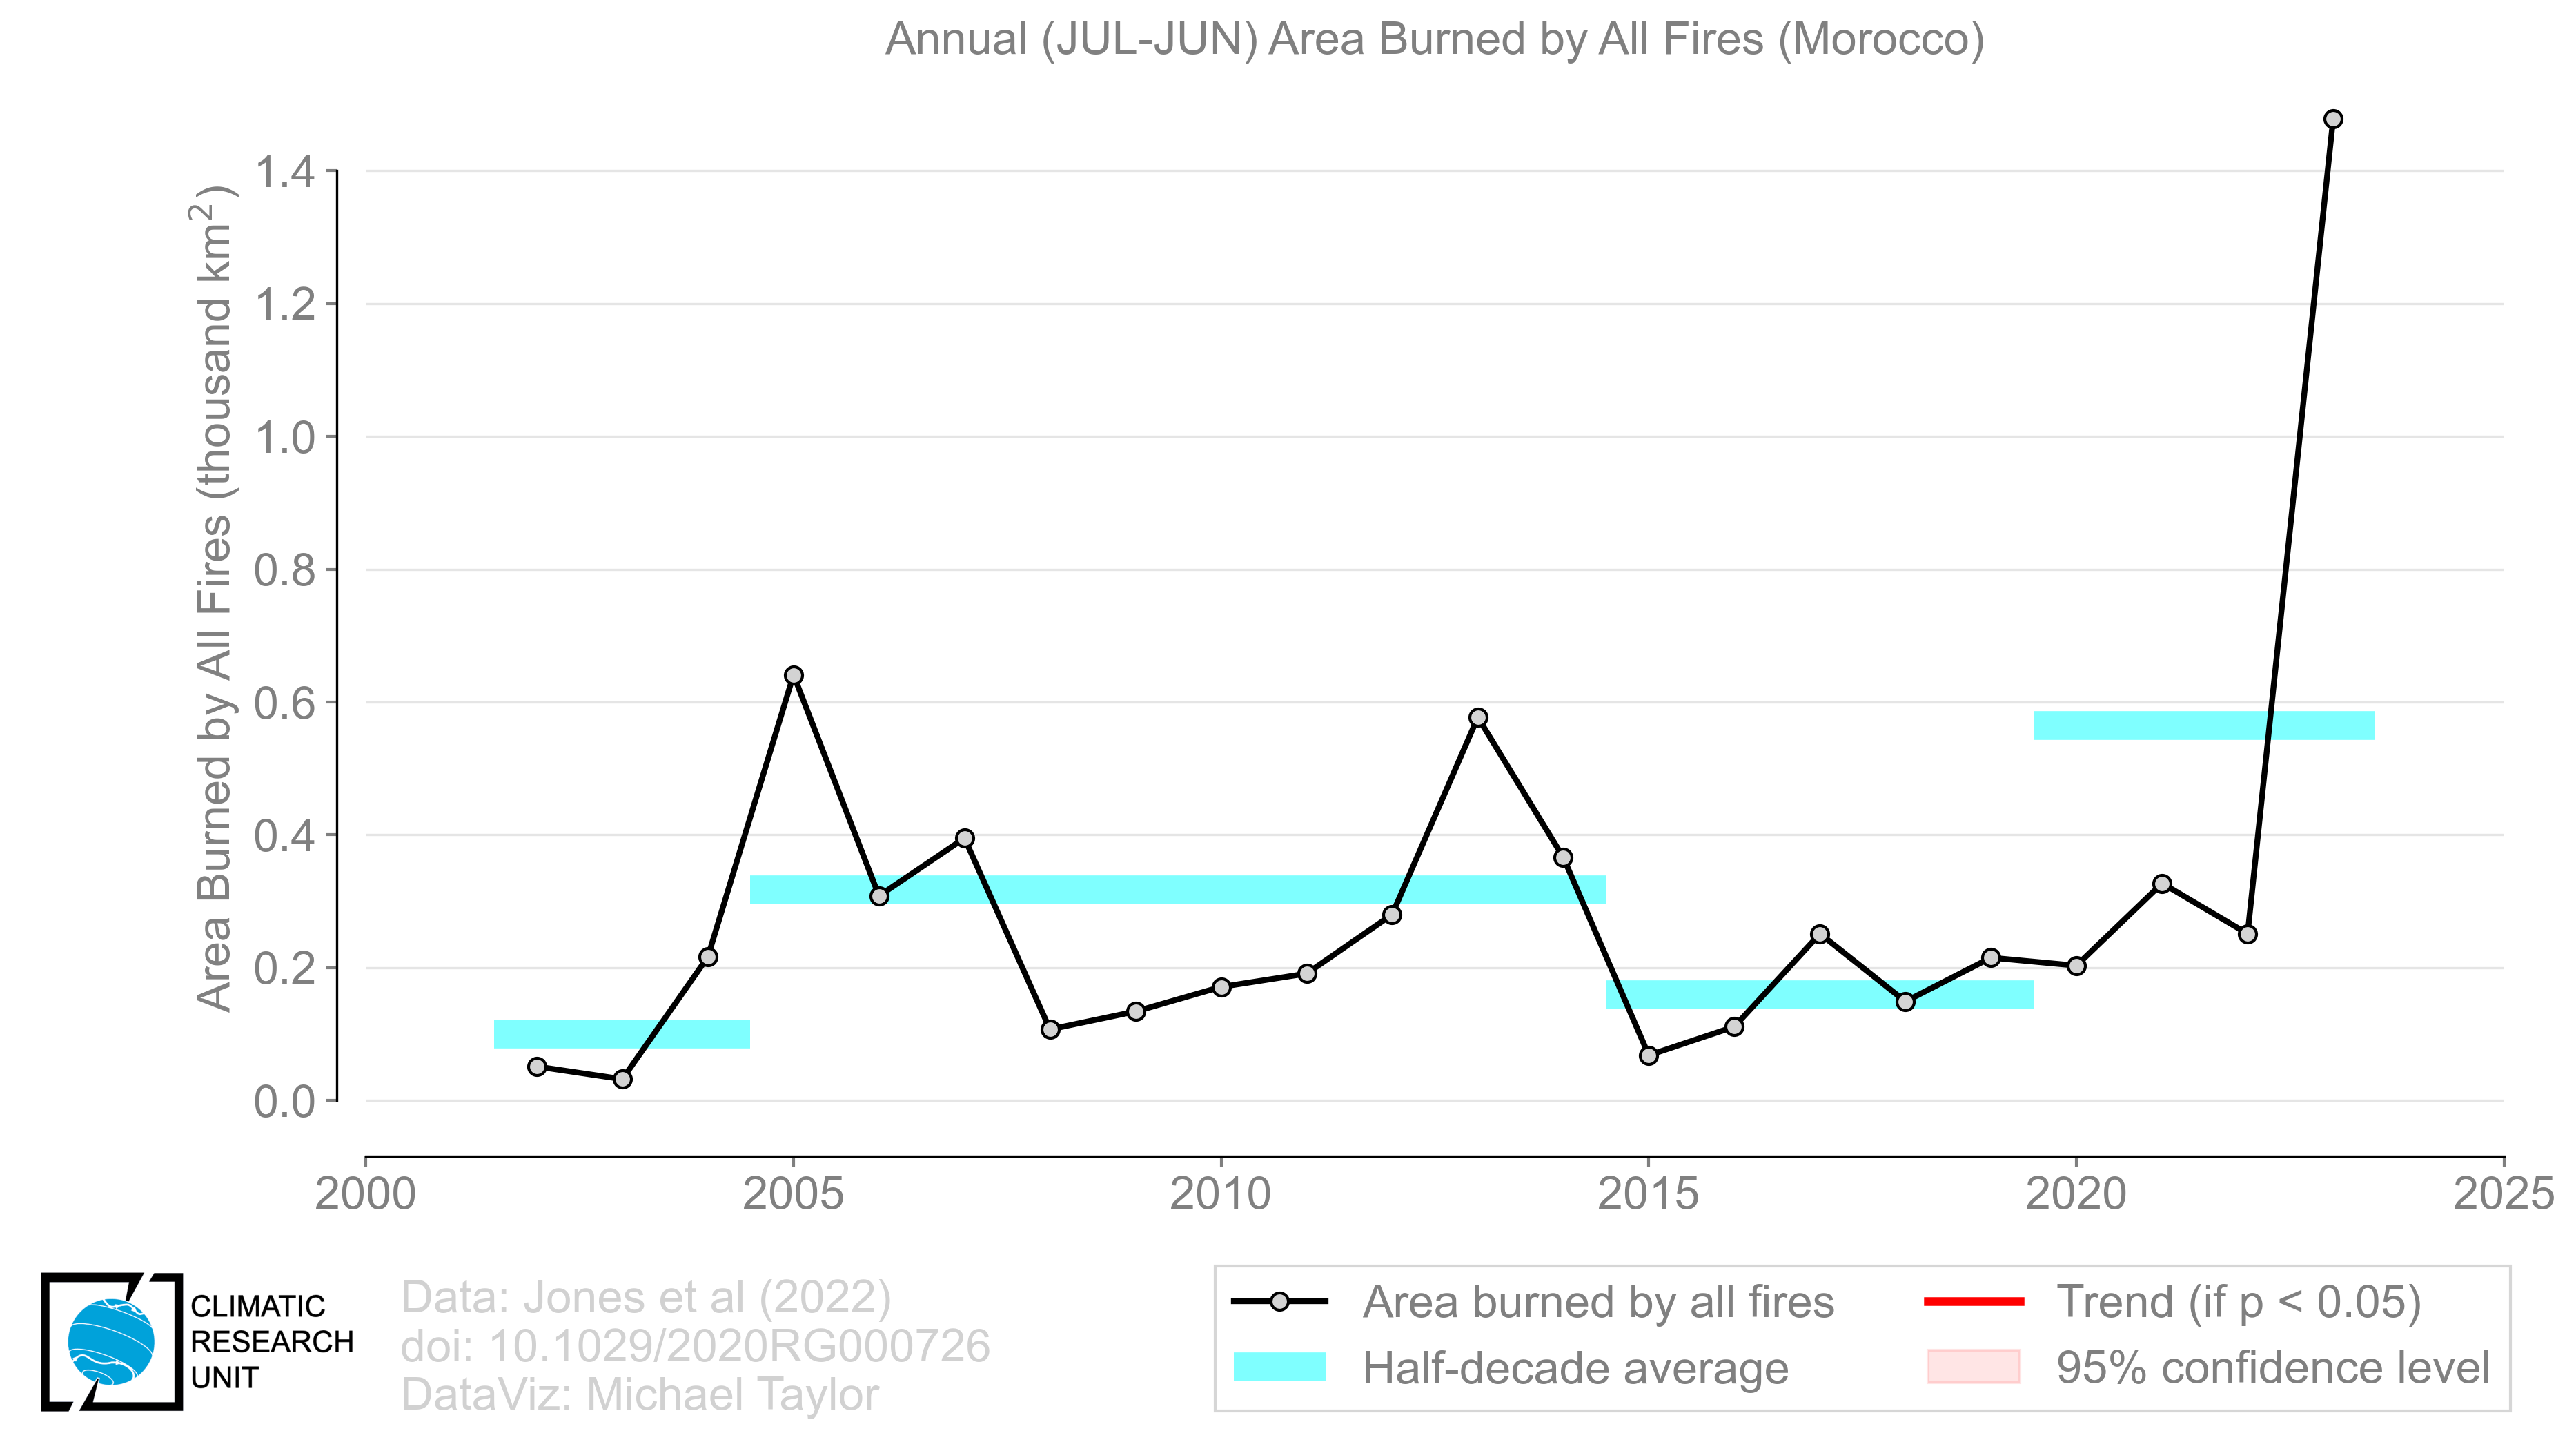 Annual (JUL-JUN) Area Burned by All Fires (Morocco)
Area Burned by All Fires (thousand km²)
1.4
1.2
1.0
0.8
0.6
0.4
0.2
0.0
2000 2005 2010 2015 2020 2025
CLIMATIC
RESEARCH
UNIT
Data: Jones et al (2022)
doi: 10.1029/2020RG000726
DataViz: Michael Taylor
Area burned by all fires
Half-decade average
Trend (if p < 0.05)
95% confidence level